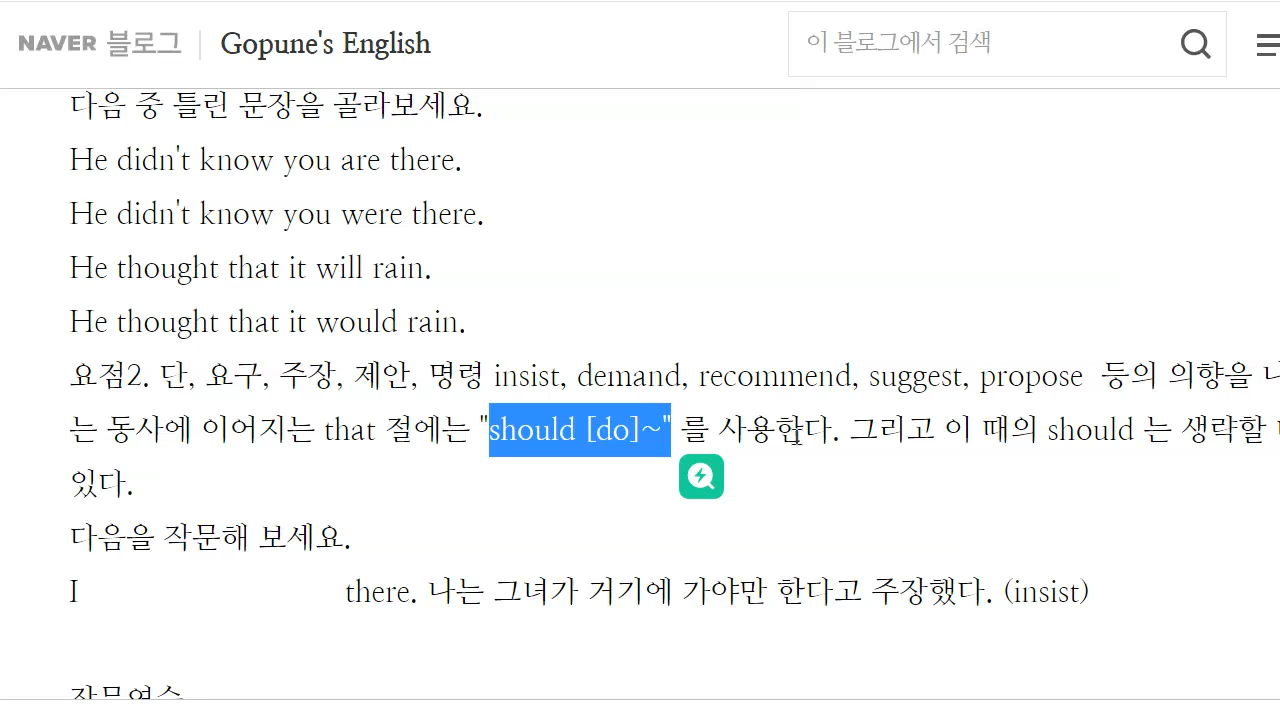 NAVER 블로그
Gopune's English
이 블로그에서 검색
다음 중 틀린 문장을 골라보세요.
He didn't know you are there.
He didn't know you were there.
He thought that it will rain.
He thought that it would rain.
요점2. 단, 요구, 주장, 제안, 명령 insist, demand, recommend, suggest, propose 등의 의향을
는 동사에 이어지는 that 절에는 "should [do]~" 를 사용한다. 그리고 이 때의 should 는 생략할
있다.
다음을 작문해 보세요.
I there. 나는 그녀가 거기에 가야만 한다고 주장했다. (insist)